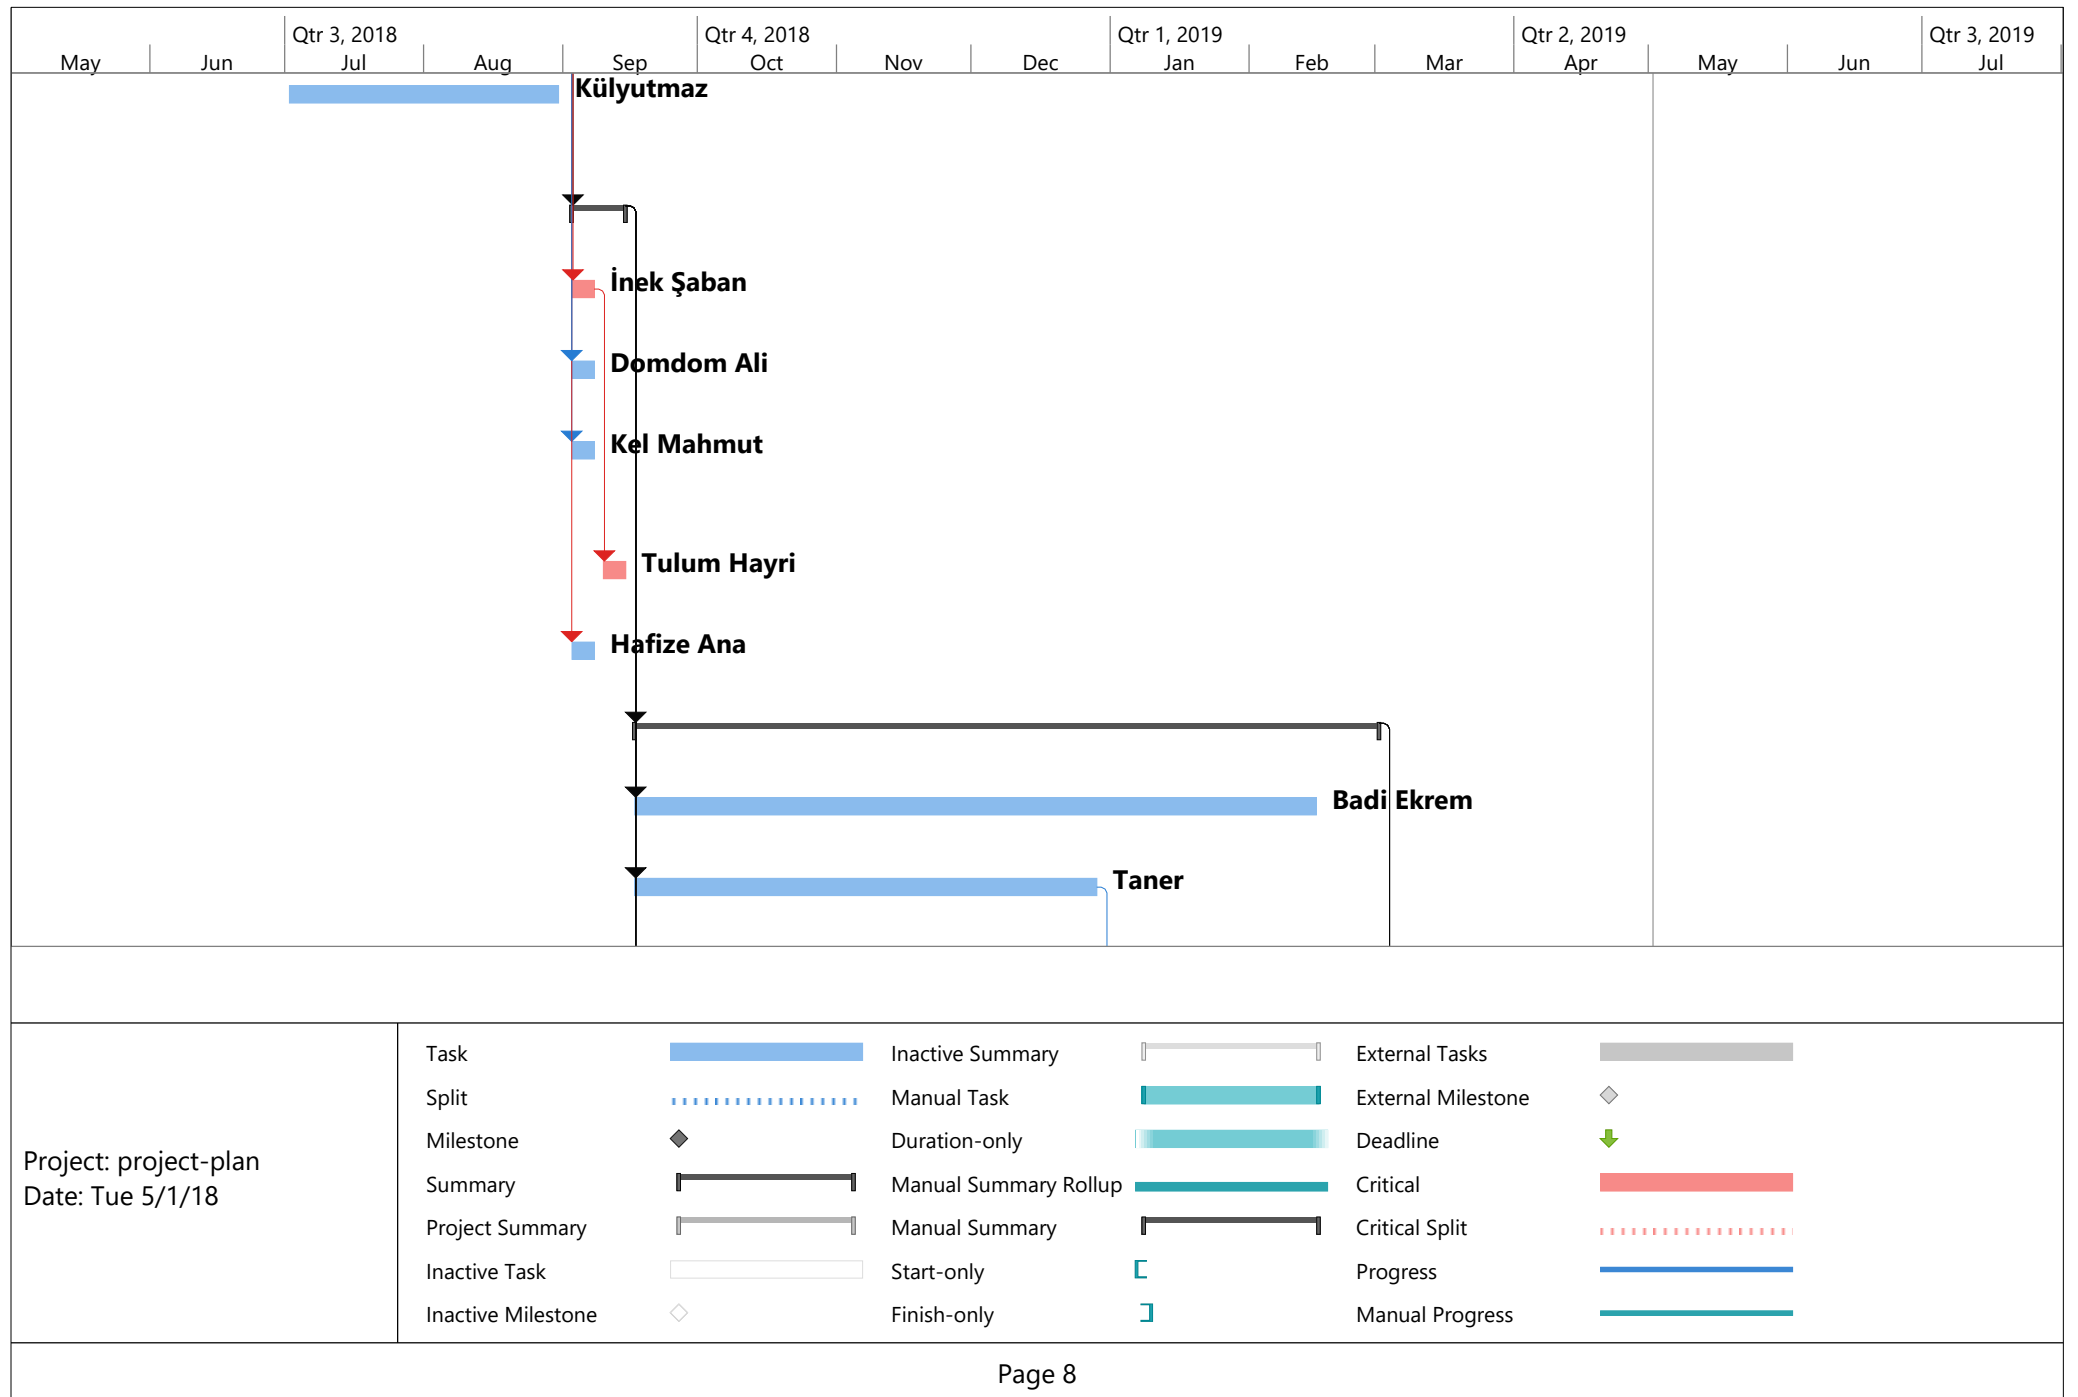 Qtr 3, 2018 Qtr 4, 2018 Qtr 1, 2019 Qtr 2, 2019 Qtr 3, 2019
May Jun Jul Aug Sep Oct Nov Dec Jan Feb Mar Apr May Jun Jul
Külyutmaz
İnek Şaban
Domdom Ali
Kel Mahmut
Tulum Hayri
Hafize Ana
Badi Ekrem
Taner
Project: project-plan
Date: Tue 5/1/18
Task
Split
Milestone
Summary
Project Summary
Inactive Task
Inactive Milestone
Inactive Summary
Manual Task
Duration-only
Manual Summary Rollup
Manual Summary
Start-only
Finish-only
External Tasks
External Milestone
Deadline
Critical
Critical Split
Progress
Manual Progress
Page 8